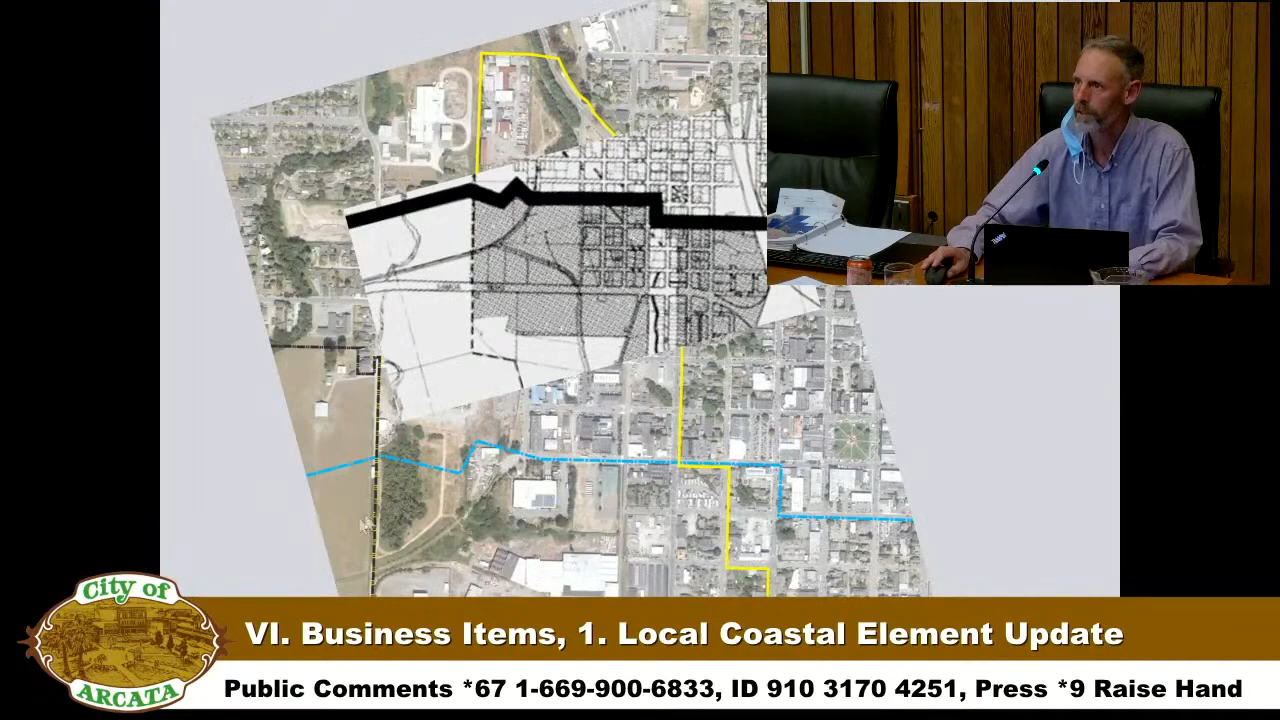 City of
ARCATA
VI. Business Items, 1. Local Coastal Element Update
Public Comments *67 1-669-900-6833, ID 910 3170 4251, Press *9 Raise Hand